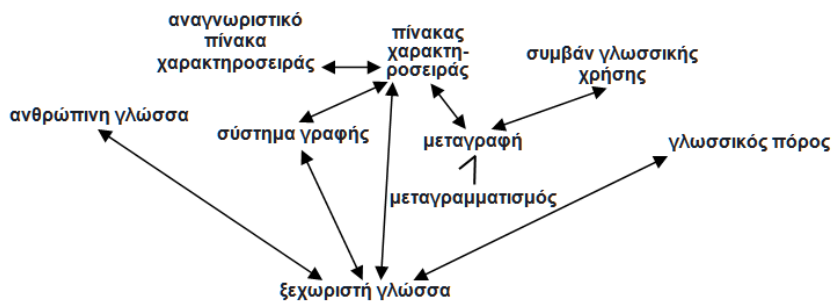 αναγνωριστικό
πίνακα
χαρακτηροσειράς
πίνακας
χαρακτη-
ροσειράς
συμβάν γλωσσικής
χρήσης
ανθρώπινη γλώσσα
σύστημα γραφής
μεταγραφή
γλωσσικός πόρος
μεταγραμματισμός
ξεχωριστή γλώσσα